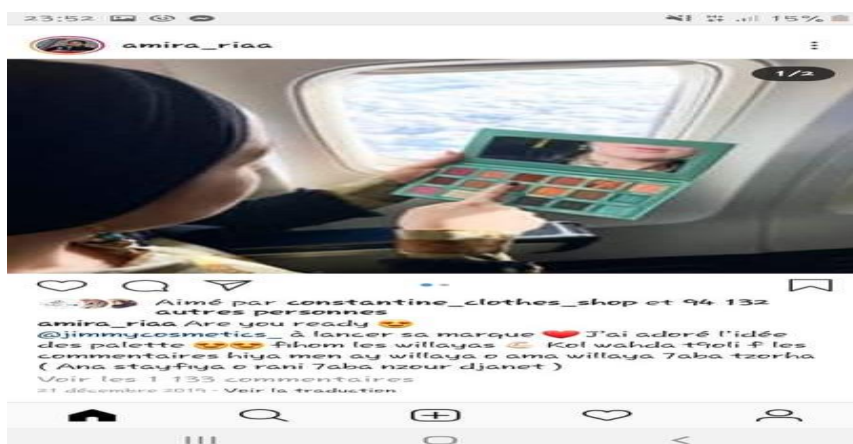 23:52 15%
amira_riaa
1/2
Aimé par constantine_clothes_shop et 94 132
autres personnes
amira_riaa Are you ready 😍
@jimmycosmetics_ à lancer sa marque ❤️ J'ai adoré l'idée
des palette 😍😍 fihom les willayas 💪🏻 Kol wahda t9oli f les
commentaires hiya men ay willaya o ama willaya 7aba tzorha
( Ana stayfiya o rani 7aba nzour djanet )
Voir les 1 133 commentaires
21 décembre 2019 · Voir la traduction